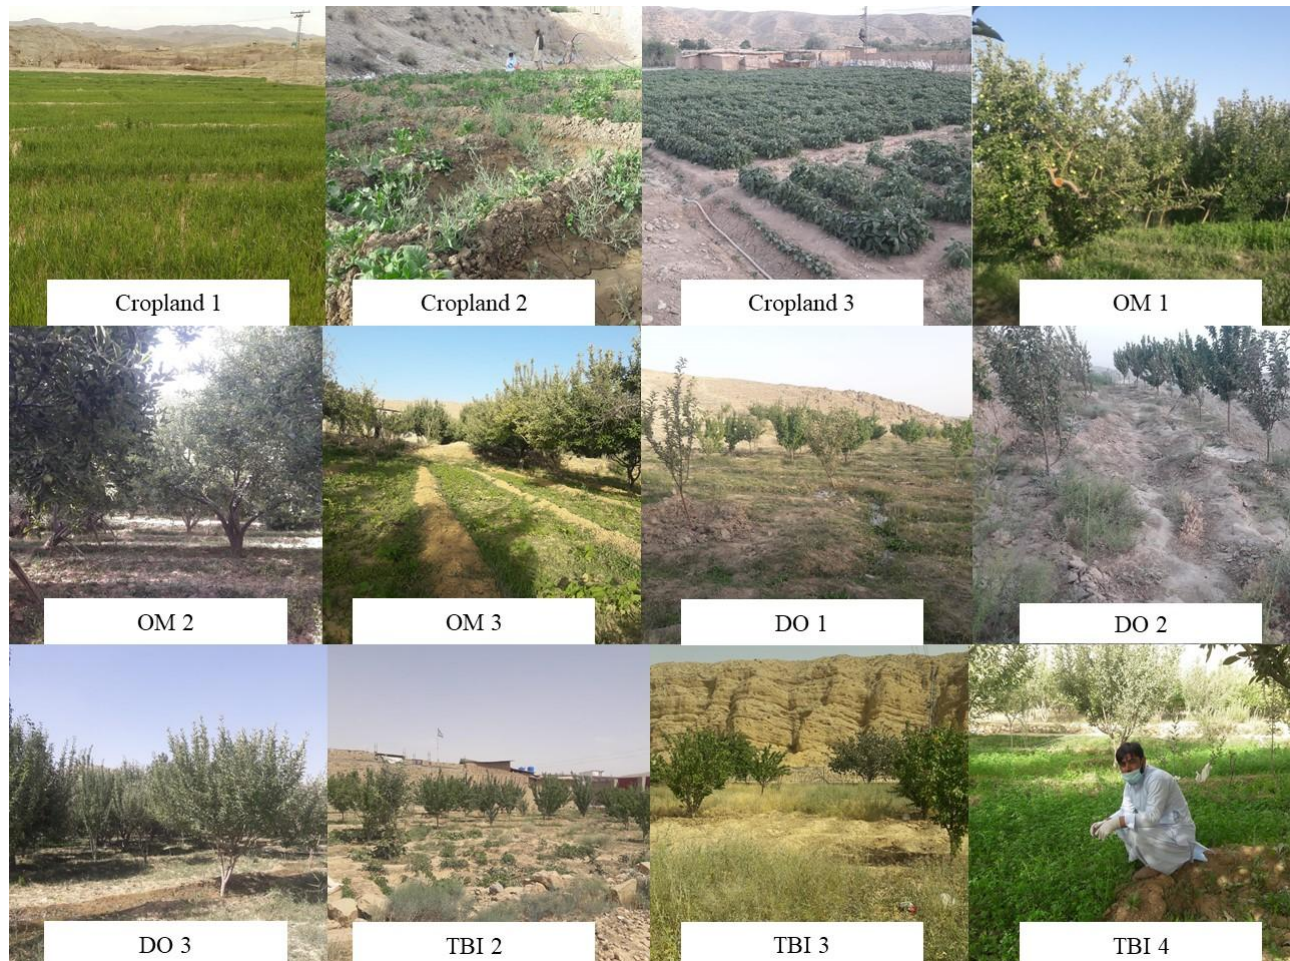 Cropland 1
Cropland 2
Cropland 3
OM 1
OM 2
OM 3
DO 1
DO 2
DO 3
TBI 2
TBI 3
TBI 4